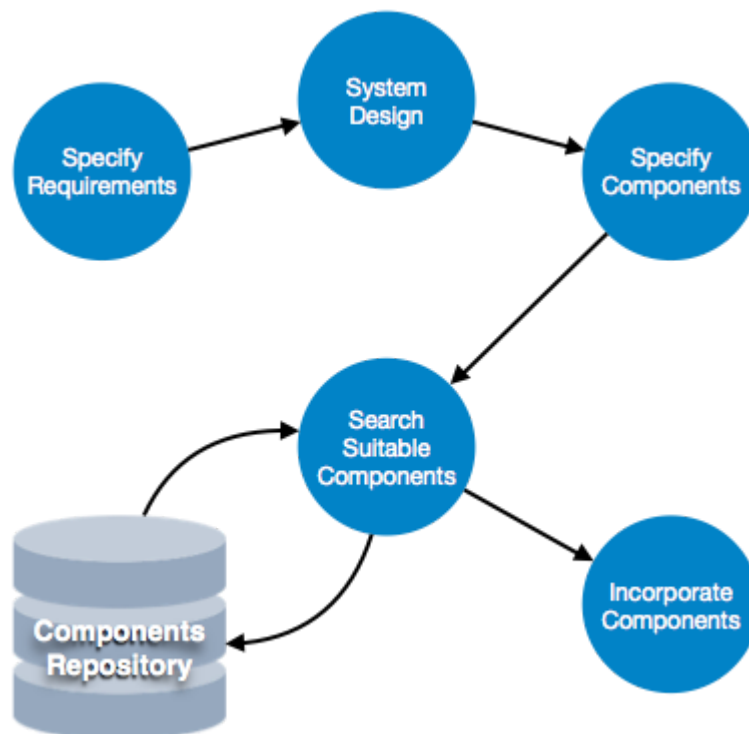 System
Design
Specify
Requirements
Specify
Components
Search
Suitable
Components
Components
Repository
Incorporate
Components